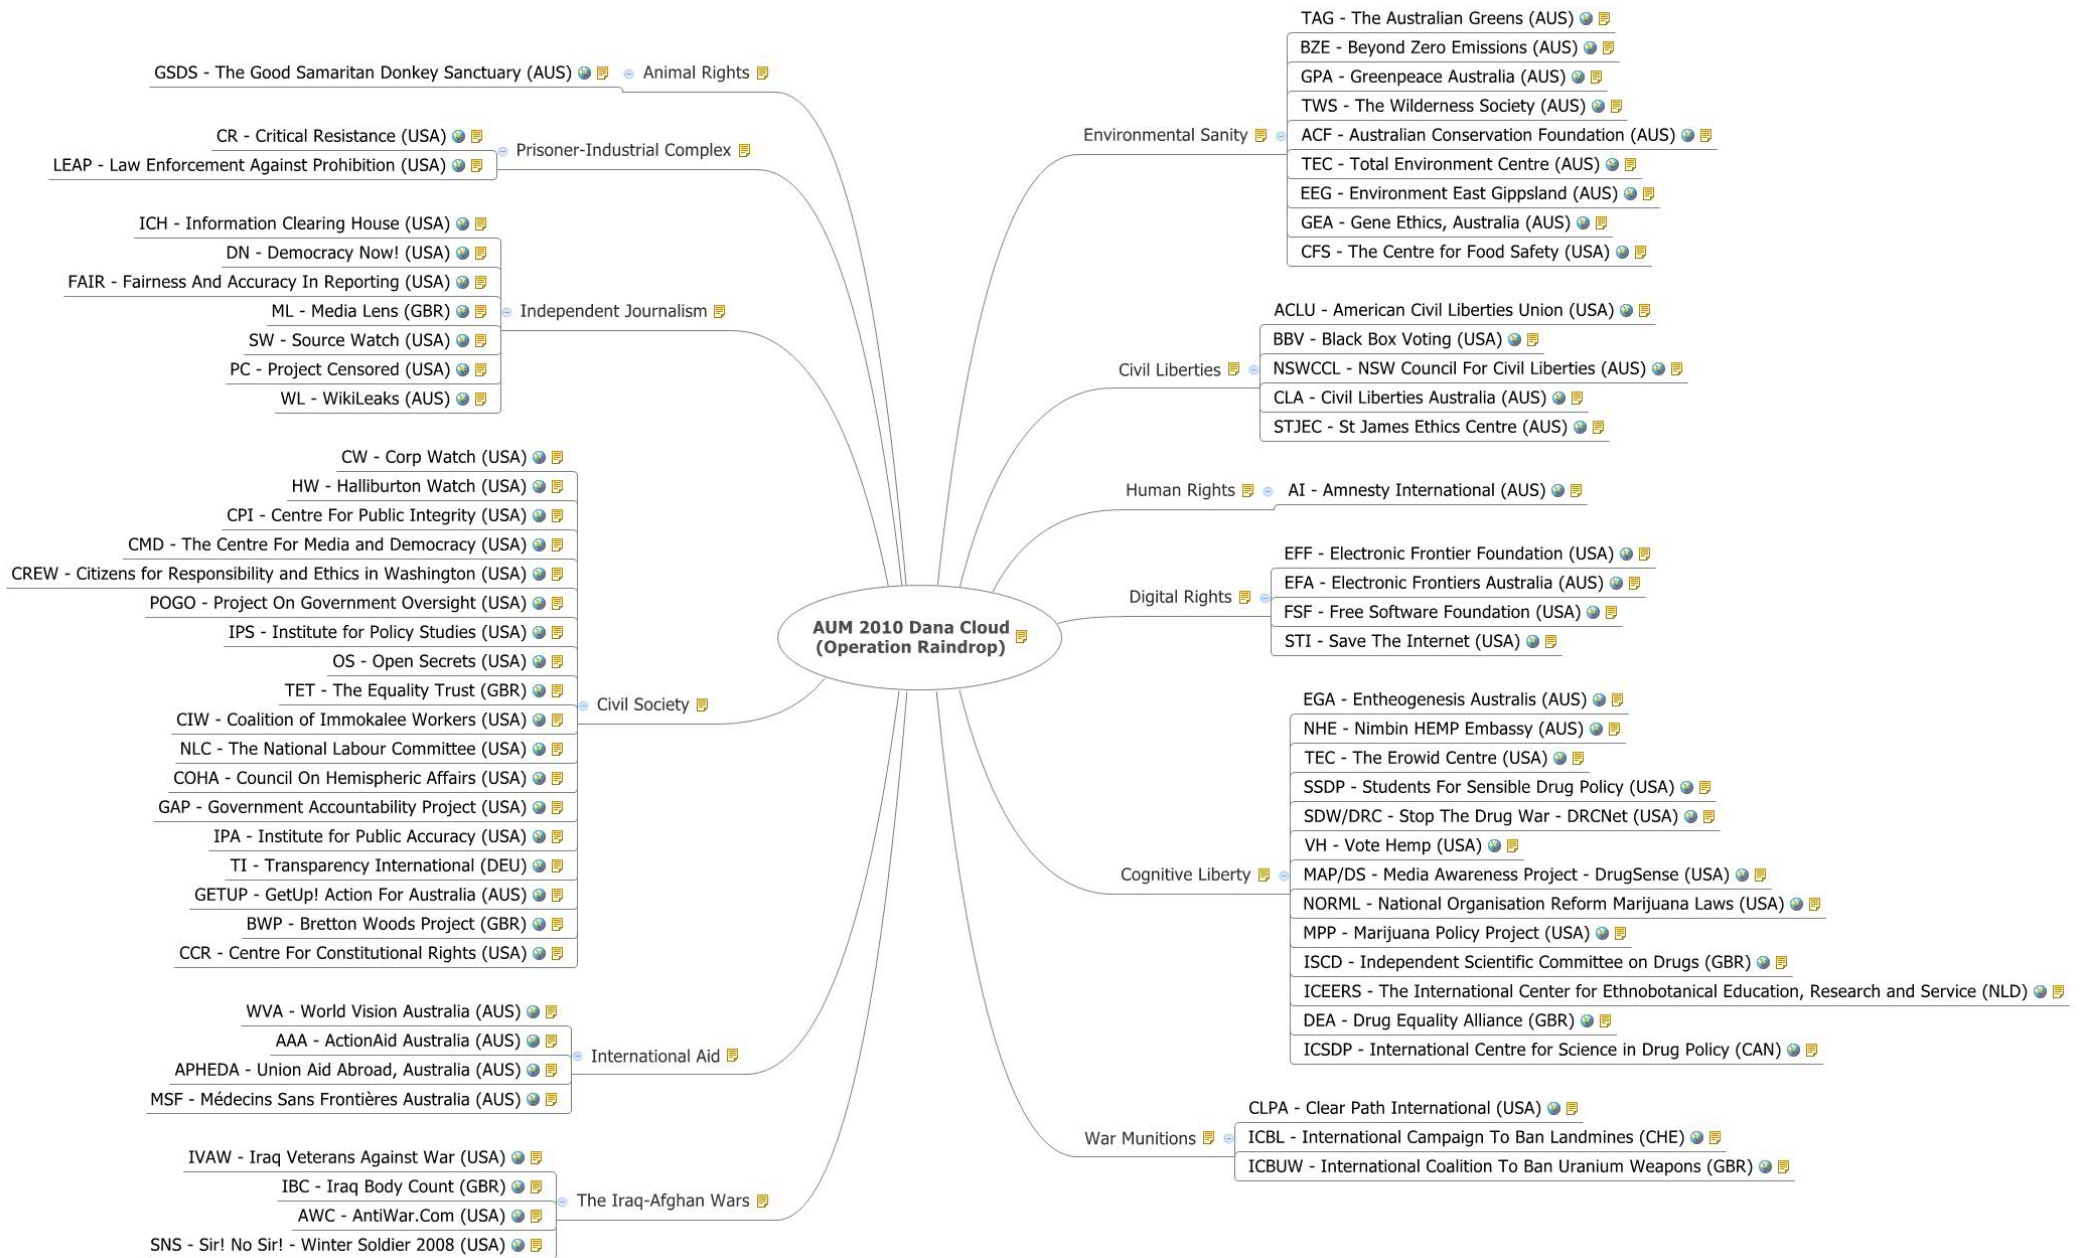 GSDS - The Good Samaritan Donkey Sanctuary (AUS)
Animal Rights
CR - Critical Resistance (USA)
LEAP - Law Enforcement Against Prohibition (USA)
Prisoner-Industrial Complex
ICH - Information Clearing House (USA)
DN - Democracy Now! (USA)
FAIR - Fairness And Accuracy In Reporting (USA)
ML - Media Lens (GBR)
SW - Source Watch (USA)
PC - Project Censored (USA)
WL - WikiLeaks (AUS)
Independent Journalism
CW - Corp Watch (USA)
HW - Halliburton Watch (USA)
CPI - Centre For Public Integrity (USA)
CMD - The Centre For Media and Democracy (USA)
CREW - Citizens for Responsibility and Ethics in Washington (USA)
POGO - Project On Government Oversight (USA)
IPS - Institute for Policy Studies (USA)
OS - Open Secrets (USA)
TET - The Equality Trust (GBR)
CIW - Coalition of Immokalee Workers (USA)
NLC - The National Labour Committee (USA)
COHA - Council On Hemispheric Affairs (USA)
GAP - Government Accountability Project (USA)
IPA - Institute for Public Accuracy (USA)
TI - Transparency International (DEU)
GETUP - GetUp! Action For Australia (AUS)
BWP - Bretton Woods Project (GBR)
CCR - Centre For Constitutional Rights (USA)
Civil Society
WVA - World Vision Australia (AUS)
AAA - ActionAid Australia (AUS)
APHEDA - Union Aid Abroad, Australia (AUS)
MSF - Médecins Sans Frontières Australia (AUS)
International Aid
IVAW - Iraq Veterans Against War (USA)
IBC - Iraq Body Count (GBR)
AWC - AntiWar.Com (USA)
SNS - Sir! No Sir! - Winter Soldier 2008 (USA)
The Iraq-Afghan Wars
AUM 2010 Dana Cloud
(Operation Raindrop)
Environmental Sanity
TAG - The Australian Greens (AUS)
BZE - Beyond Zero Emissions (AUS)
GPA - Greenpeace Australia (AUS)
TWS - The Wilderness Society (AUS)
ACF - Australian Conservation Foundation (AUS)
TEC - Total Environment Centre (AUS)
EEG - Environment East Gippsland (AUS)
GEA - Gene Ethics, Australia (AUS)
CFS - The Centre for Food Safety (USA)
Civil Liberties
ACLU - American Civil Liberties Union (USA)
BBV - Black Box Voting (USA)
NSWCCL - NSW Council For Civil Liberties (AUS)
CLA - Civil Liberties Australia (AUS)
STJEC - St James Ethics Centre (AUS)
Human Rights
AI - Amnesty International (AUS)
Digital Rights
EFF - Electronic Frontier Foundation (USA)
EFA - Electronic Frontiers Australia (AUS)
FSF - Free Software Foundation (USA)
STI - Save The Internet (USA)
Cognitive Liberty
EGA - Entheogenesis Australis (AUS)
NHE - Nimbin HEMP Embassy (AUS)
TEC - The Erowid Centre (USA)
SSDP - Students For Sensible Drug Policy (USA)
SDW/DRC - Stop The Drug War - DRCNet (USA)
VH - Vote Hemp (USA)
MAP/DS - Media Awareness Project - DrugSense (USA)
NORML - National Organisation Reform Marijuana Laws (USA)
MPP - Marijuana Policy Project (USA)
ISCD - Independent Scientific Committee on Drugs (GBR)
ICEERS - The International Center for Ethnobotanical Education, Research and Service (NLD)
DEA - Drug Equality Alliance (GBR)
ICSDP - International Centre for Science in Drug Policy (CAN)
War Munitions
CLPA - Clear Path International (USA)
ICBL - International Campaign To Ban Landmines (CHE)
ICBUW - International Coalition To Ban Uranium Weapons (GBR)